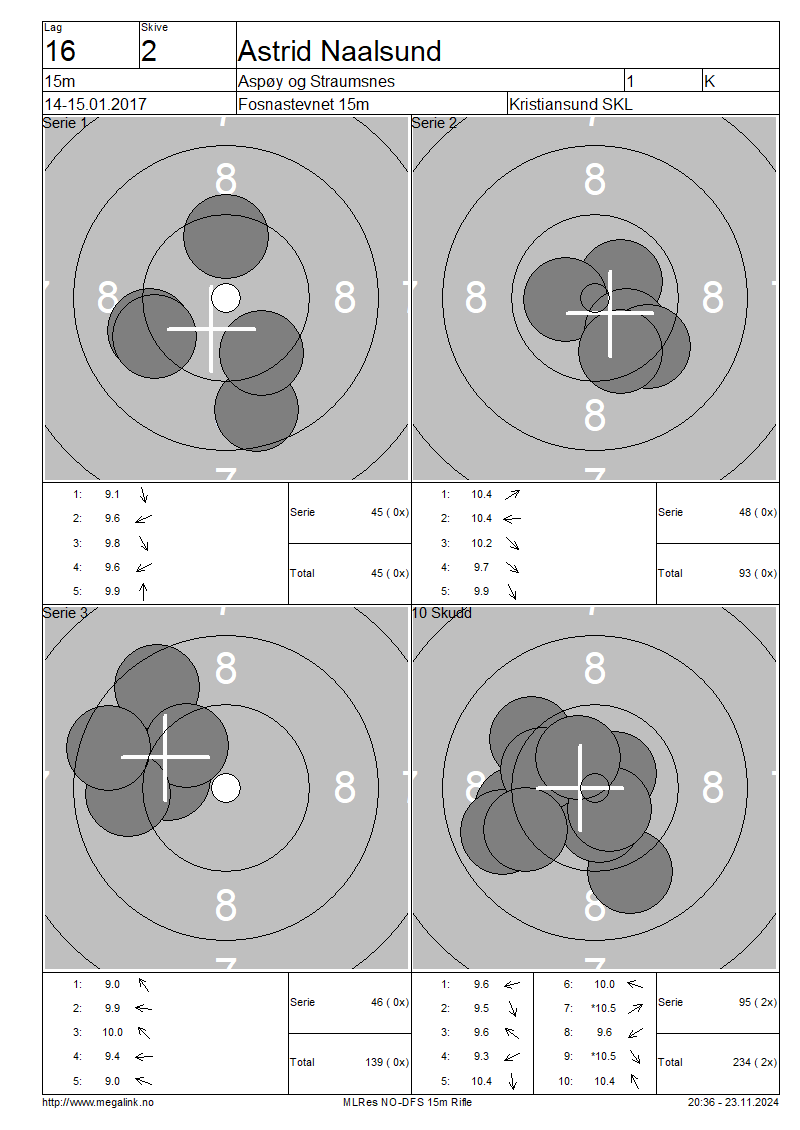 Lag
Skive
16
2
Astrid Naalsund
15m
Aspøy og Straumsnes
1
K
14-15.01.2017
Fosnastevnet 15m
Kristiansund SKL
Serie 1
7
8
7
8
8
7
Serie 2
7
8
8
8
7
8
7
1: 9.1
2: 9.6
3: 9.8
4: 9.6
5: 9.9
Serie 45 ( 0x)
Total 45 ( 0x)
1: 10.4
2: 10.4
3: 10.2
4: 9.7
5: 9.9
Serie 48 ( 0x)
Total 93 ( 0x)
Serie 3
7
8
7
8
7
8
7
10 Skudd
7
8
8
8
7
8
7
1: 9.0
2: 9.9
3: 10.0
4: 9.4
5: 9.0
Serie 46 ( 0x)
Total 139 ( 0x)
1: 9.6
2: 9.5
3: 9.6
4: 9.3
5: 10.4
6: 10.0
7: *10.5
8: 9.6
9: *10.5
10: 10.4
Serie 95 ( 2x)
Total 234 ( 2x)
http://www.megalink.no
MLRes NO-DFS 15m Rifle
20:36 - 23.11.2024